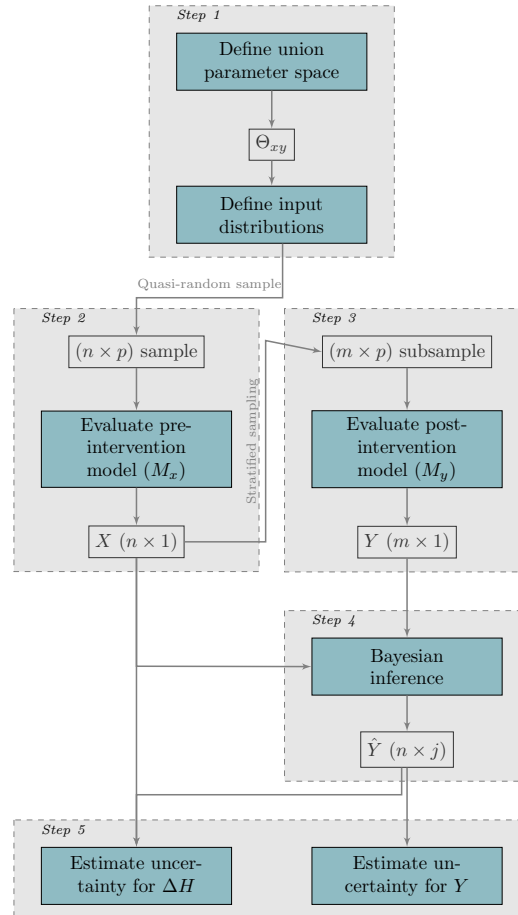 Step 1
Define union
parameter space
Θxy
Define input
distributions
Quasi-random sample
Step 2
(n × p) sample
Evaluate pre-
intervention
model (Mx)
X (n × 1)
Stratified sampling
Step 3
(m × p) subsample
Evaluate post-
intervention
model (My)
Y (m × 1)
Step 4
Bayesian
inference
Ŷ (n × j)
Step 5
Estimate uncer-
tainty for ΔH
Estimate un-
certainty for Y